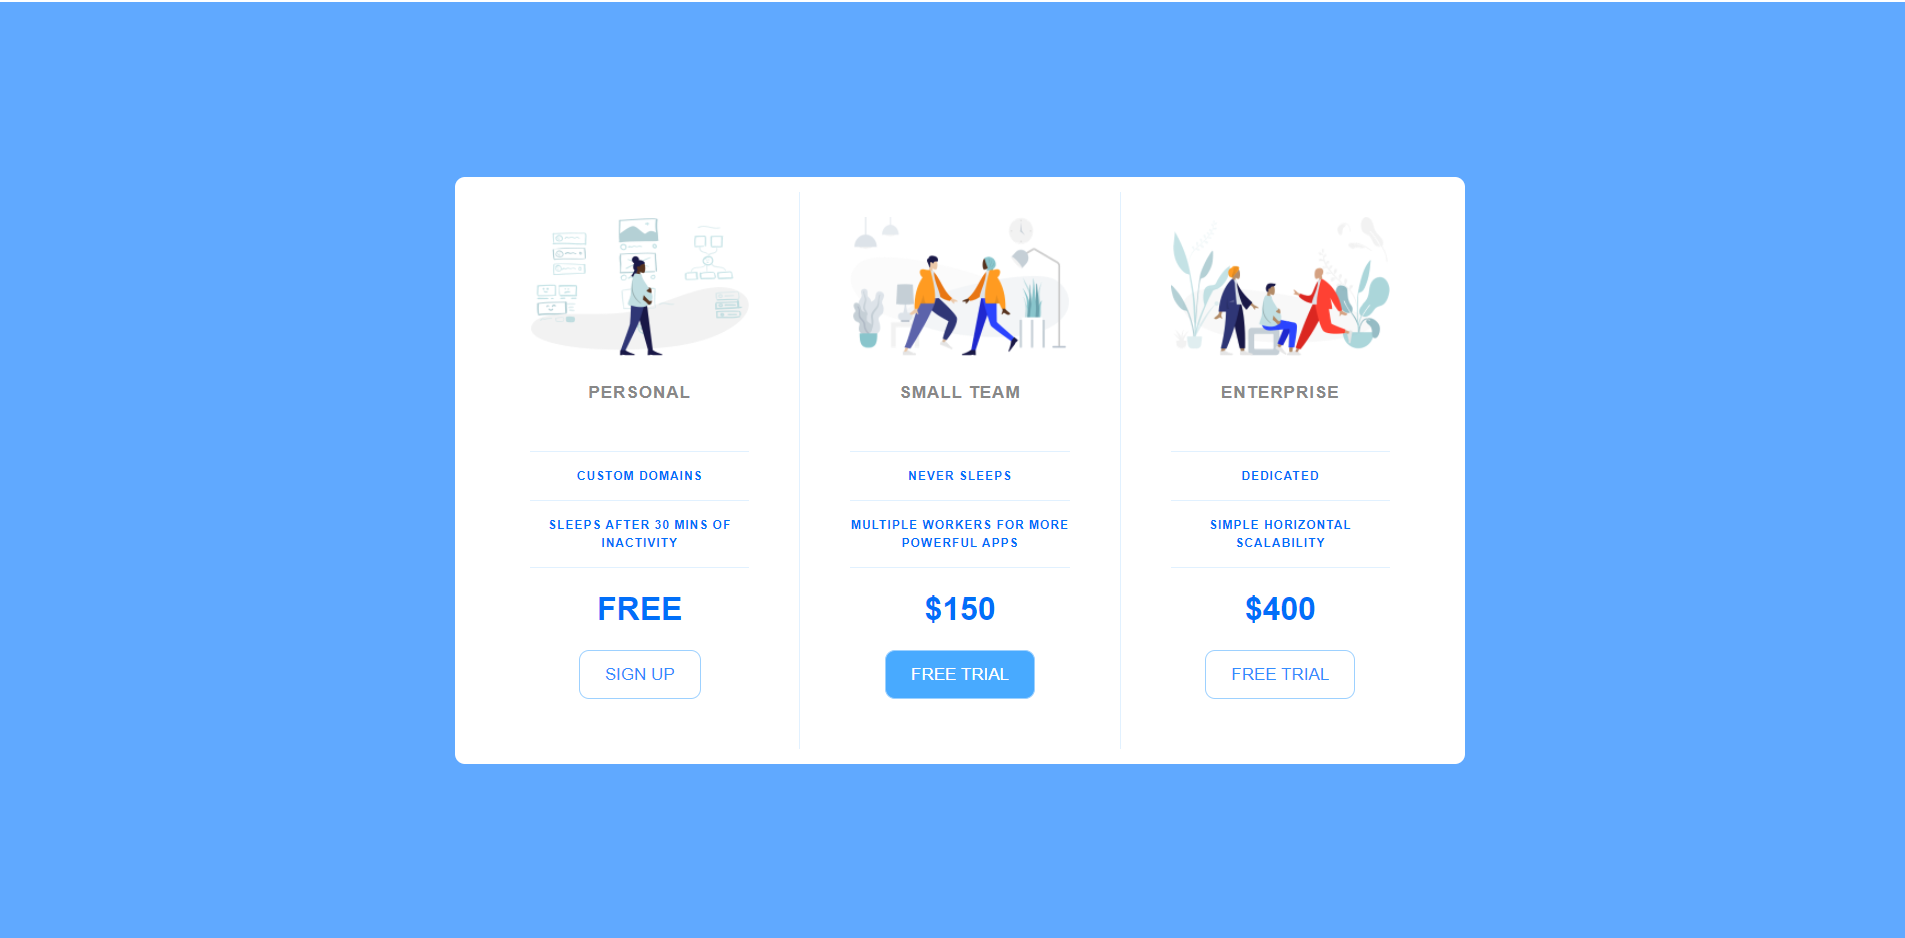 PERSONAL
CUSTOM DOMAINS
SLEEPS AFTER 30 MINS OF
INACTIVITY
FREE
SIGN UP
SMALL TEAM
NEVER SLEEPS
MULTIPLE WORKERS FOR MORE
POWERFUL APPS
$150
FREE TRIAL
ENTERPRISE
DEDICATED
SIMPLE HORIZONTAL
SCALABILITY
$400
FREE TRIAL